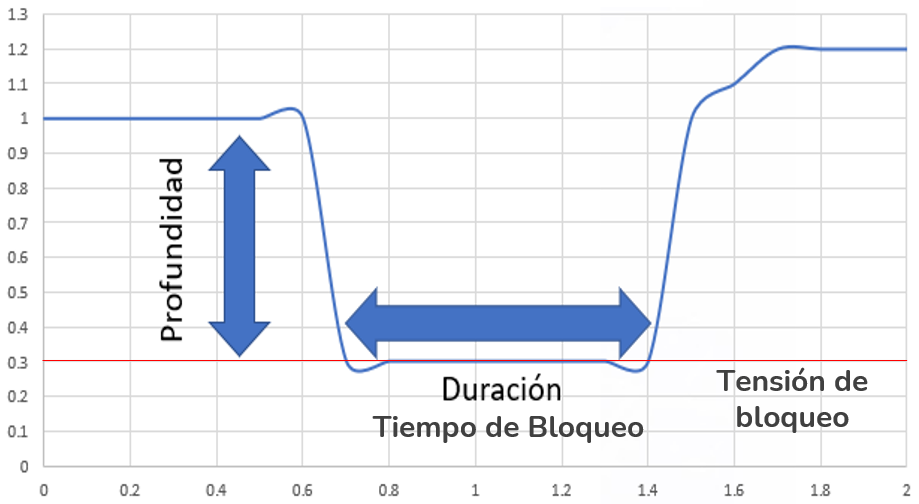 1.3
1.2
1.1
1
0.9
0.8
0.7
0.6
0.5
0.4
0.3
0.2
0.1
0
Profundidad
Duración
Tiempo de Bloqueo
Tensión de
bloqueo
0 0.2 0.4 0.6 0.8 1 1.2 1.4 1.6 1.8 2